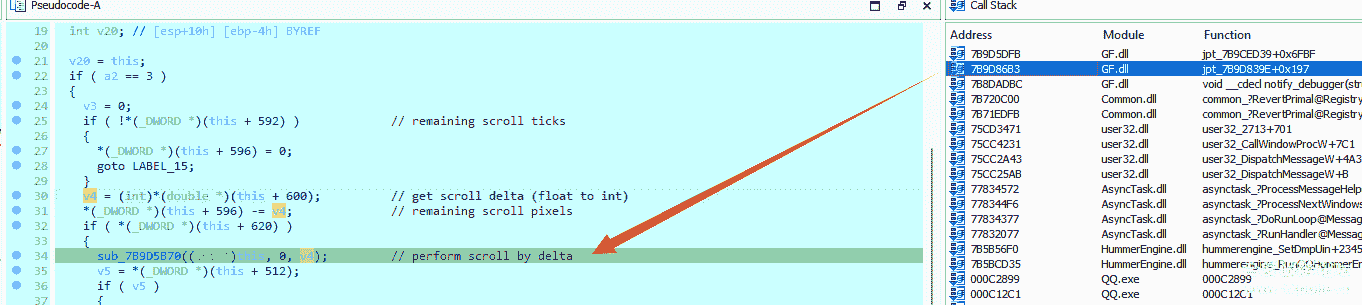 Pseudocode-A
19 int v20; // [esp+10h] [ebp-4h] BYREF
20
21 v20 = this;
22 if ( a2 == 3 )
23 {
24 v3 = 0;
25 if ( !*(_DWORD *)(this + 592) ) // remaining scroll ticks
26 {
27 *(_DWORD *)(this + 596) = 0;
28 goto LABEL_15;
29 }
30 v4 = (int)*(double *)(this + 600); // get scroll delta (float to int)
31 *(_DWORD *)(this + 596) -= v4; // remaining scroll pixels
32 if ( *(_DWORD *)(this + 620) )
33 {
34 sub_7B9D5B70(( )this, 0, v4); // perform scroll by delta
35 v5 = *(_DWORD *)(this + 512);
36 if ( v5 )
37 {
Call Stack
Address Module Function
7B9D5DFB GF.dll jpt_7B9CED39+0x6FBF
7B9D86B3 GF.dll jpt_7B9D839E+0x197
7B8DADBC GF.dll void __cdecl notify_debugger(str
7B720C00 Common.dll common_?RevertPrimal@Registry
7B71EDFB Common.dll common_?RevertPrimal@Registry
75CD3471 user32.dll user32_2713+701
75CC4231 user32.dll user32_CallWindowProcW+7C1
75CC2A43 user32.dll user32_DispatchMessageW+4A3
75CC25AB user32.dll user32_DispatchMessageW+B
77834572 AsyncTask.dll asynctask_?ProcessMessageHelp
778344F6 AsyncTask.dll asynctask_?ProcessNextWindows
77834377 AsyncTask.dll asynctask_?DoRunLoop@Messa
77832077 AsyncTask.dll asynctask_?RunHandler@Messa
7B5B56F0 HummerEngine.dll hummerengine_SetDmpUin+2345
7B5BCD35 HummerEngine.dll
000C2899 QQ.exe 000C2899
000C12C1 QQ.exe 000C12C1